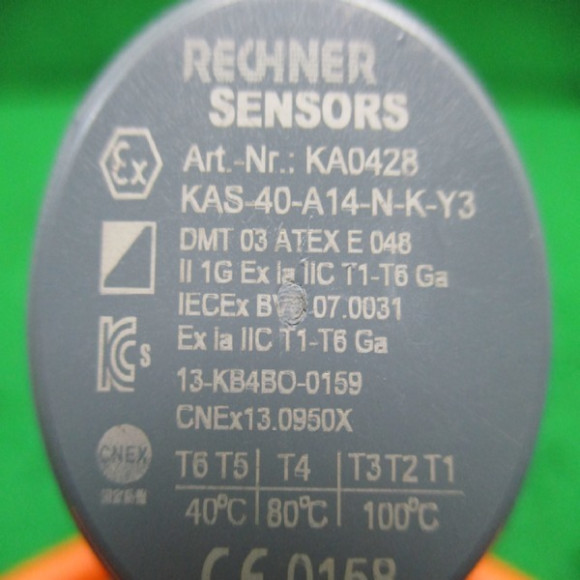 RECHNER
SENSORS
Ex
Art.-Nr.: KA0428
KAS-40-A14-N-K-Y3
DMT 03 ATEX E 048
II 1G Ex ia IIC T1-T6 Ga
IECEx 07.0031
Ex ia IIC T1-T6 Ga
KCs
13-KB4BO-0159
CNEx13.0950X
CNEX
T6 T5 | T4 | T3 T2 T1
40°C | 80°C | 100°C
CE 0158